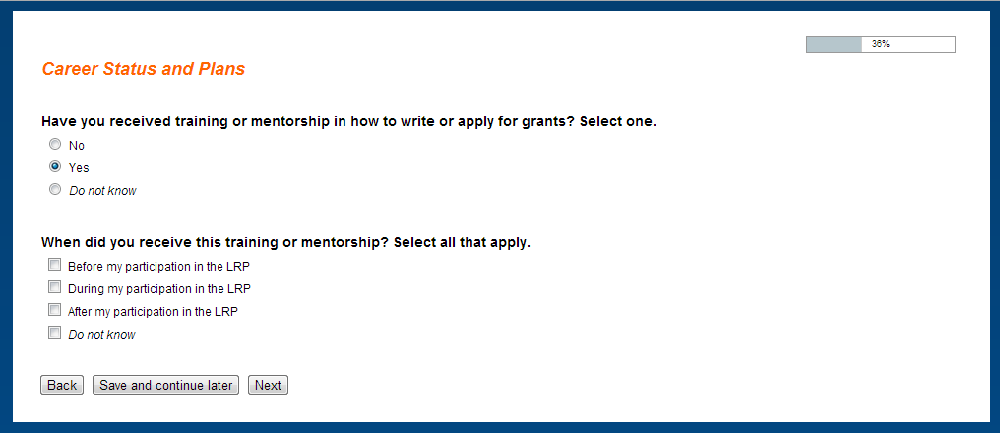 36%
Career Status and Plans
Have you received training or mentorship in how to write or apply for grants? Select one.
No
Yes
Do not know
When did you receive this training or mentorship? Select all that apply.
Before my participation in the LRP
During my participation in the LRP
After my participation in the LRP
Do not know
Back Save and continue later Next